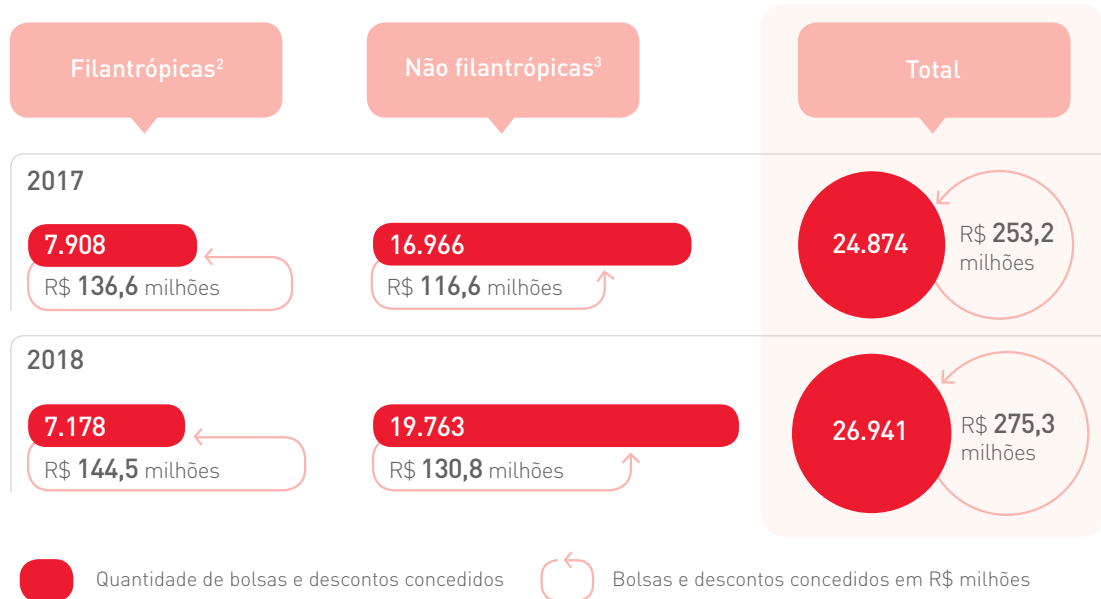 Filantrópicas²
Não filantrópicas³
Total
2017
7.908
R$ 136,6 milhões
16.966
R$ 116,6 milhões
24.874
R$ 253,2
milhões
2018
7.178
R$ 144,5 milhões
19.763
R$ 130,8 milhões
26.941
R$ 275,3
milhões
Quantidade de bolsas e descontos concedidos
Bolsas e descontos concedidos em R$ milhões